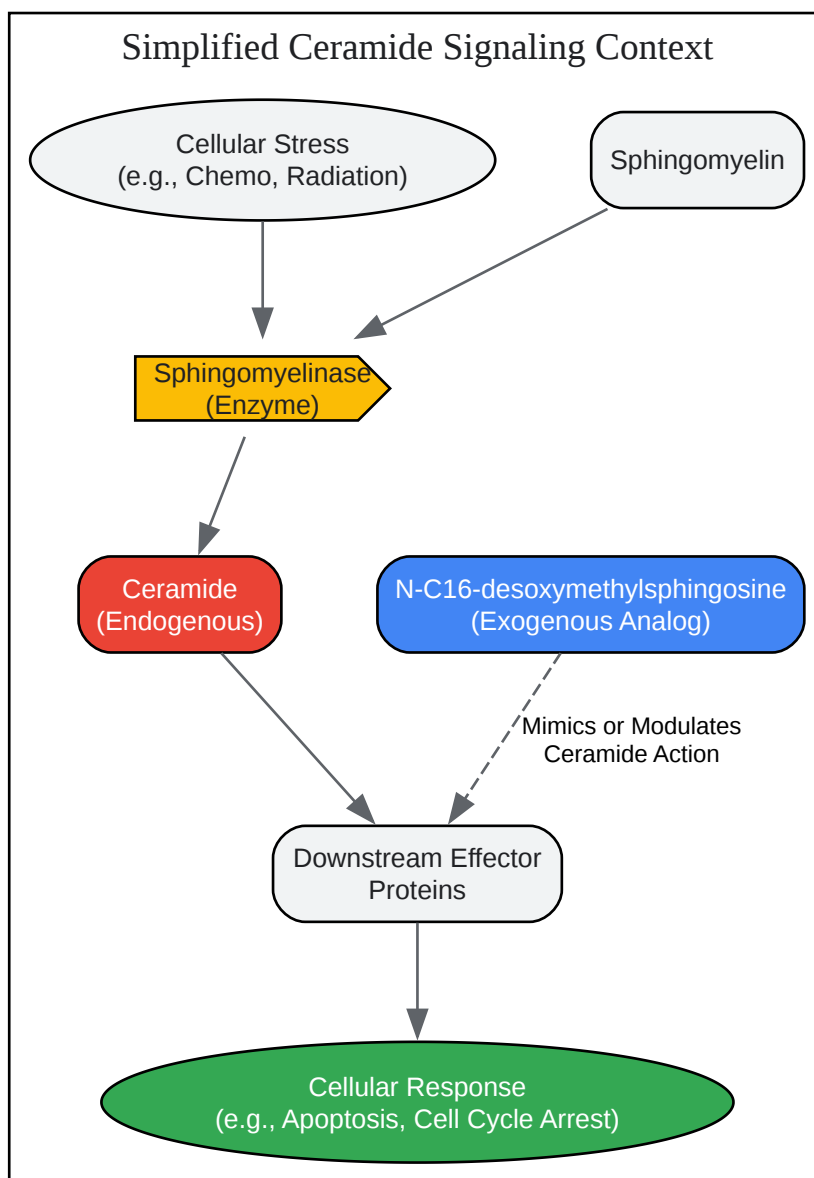 Simplified Ceramide Signaling Context
Cellular Stress
(e.g., Chemo, Radiation)
Sphingomyelin
Sphingomyelinase
(Enzyme)
Ceramide
(Endogenous)
N-C16-desoxymethylsphingosine
(Exogenous Analog)
Mimics or Modulates
Ceramide Action
Downstream Effector
Proteins
Cellular Response
(e.g., Apoptosis, Cell Cycle Arrest)